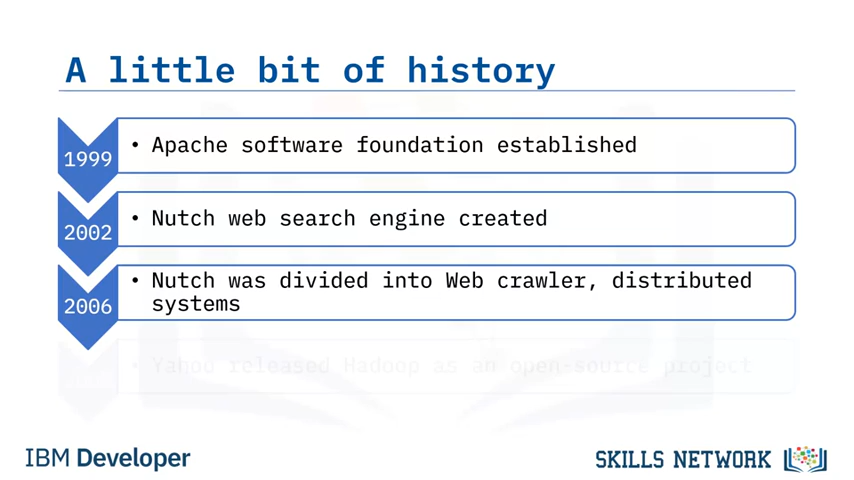 A little bit of history
1999
• Apache software foundation established
2002
• Nutch web search engine created
2006
• Nutch was divided into Web crawler, distributed
systems
• Yahoo released Hadoop as an open-source project
IBM Developer
SKILLS NETWORK